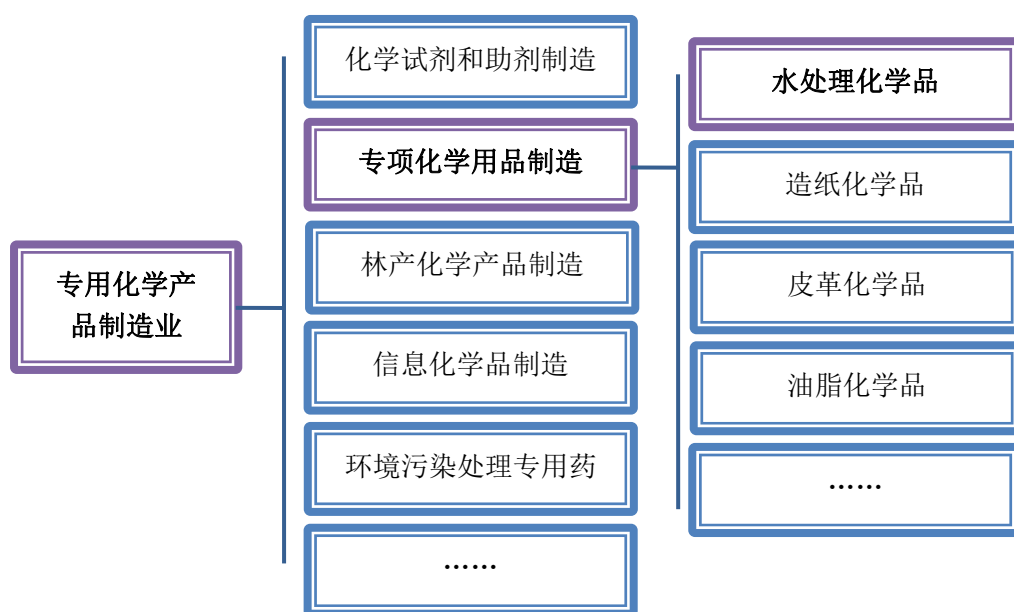 专用化学产
品制造业
化学试剂和助剂制造
专项化学用品制造
林产化学产品制造
信息化学品制造
环境污染处理专用药
……
水处理化学品
造纸化学品
皮革化学品
油脂化学品
……